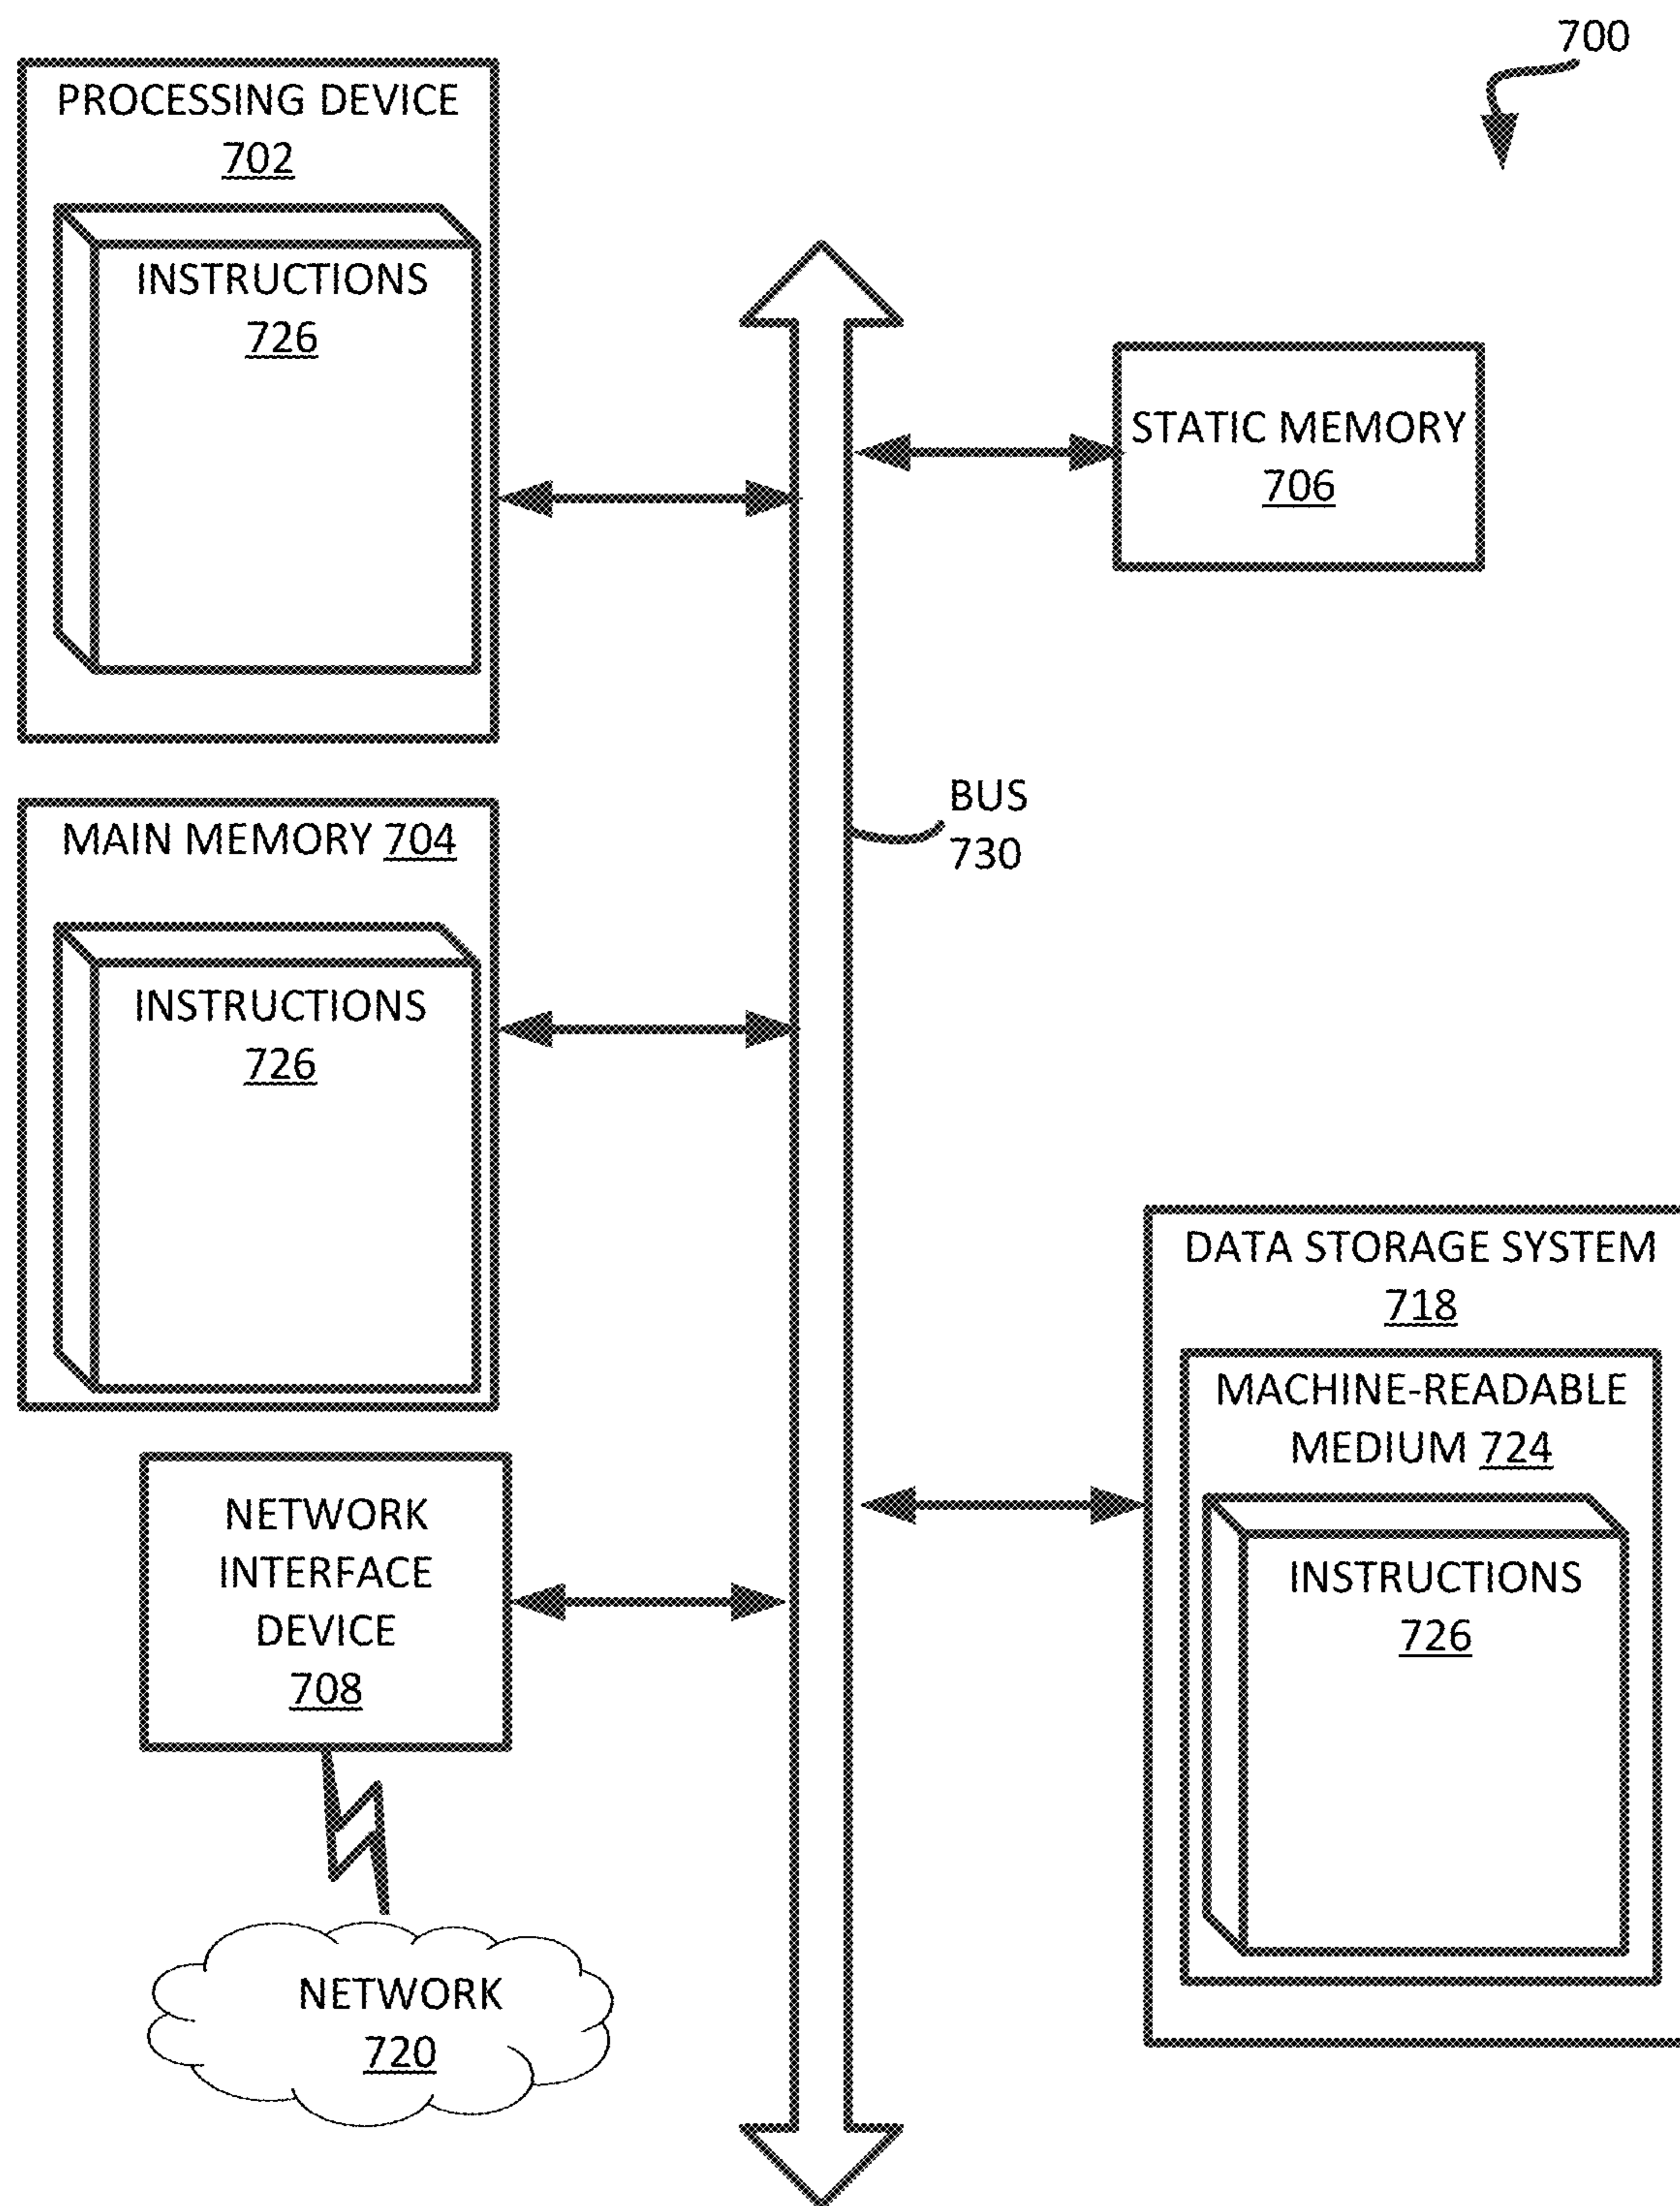 700
PROCESSING DEVICE
702
INSTRUCTIONS
726
STATIC MEMORY
706
BUS
730
MAIN MEMORY 704
INSTRUCTIONS
726
DATA STORAGE SYSTEM
718
MACHINE-READABLE
MEDIUM 724
INSTRUCTIONS
726
NETWORK
INTERFACE
DEVICE
708
NETWORK
720